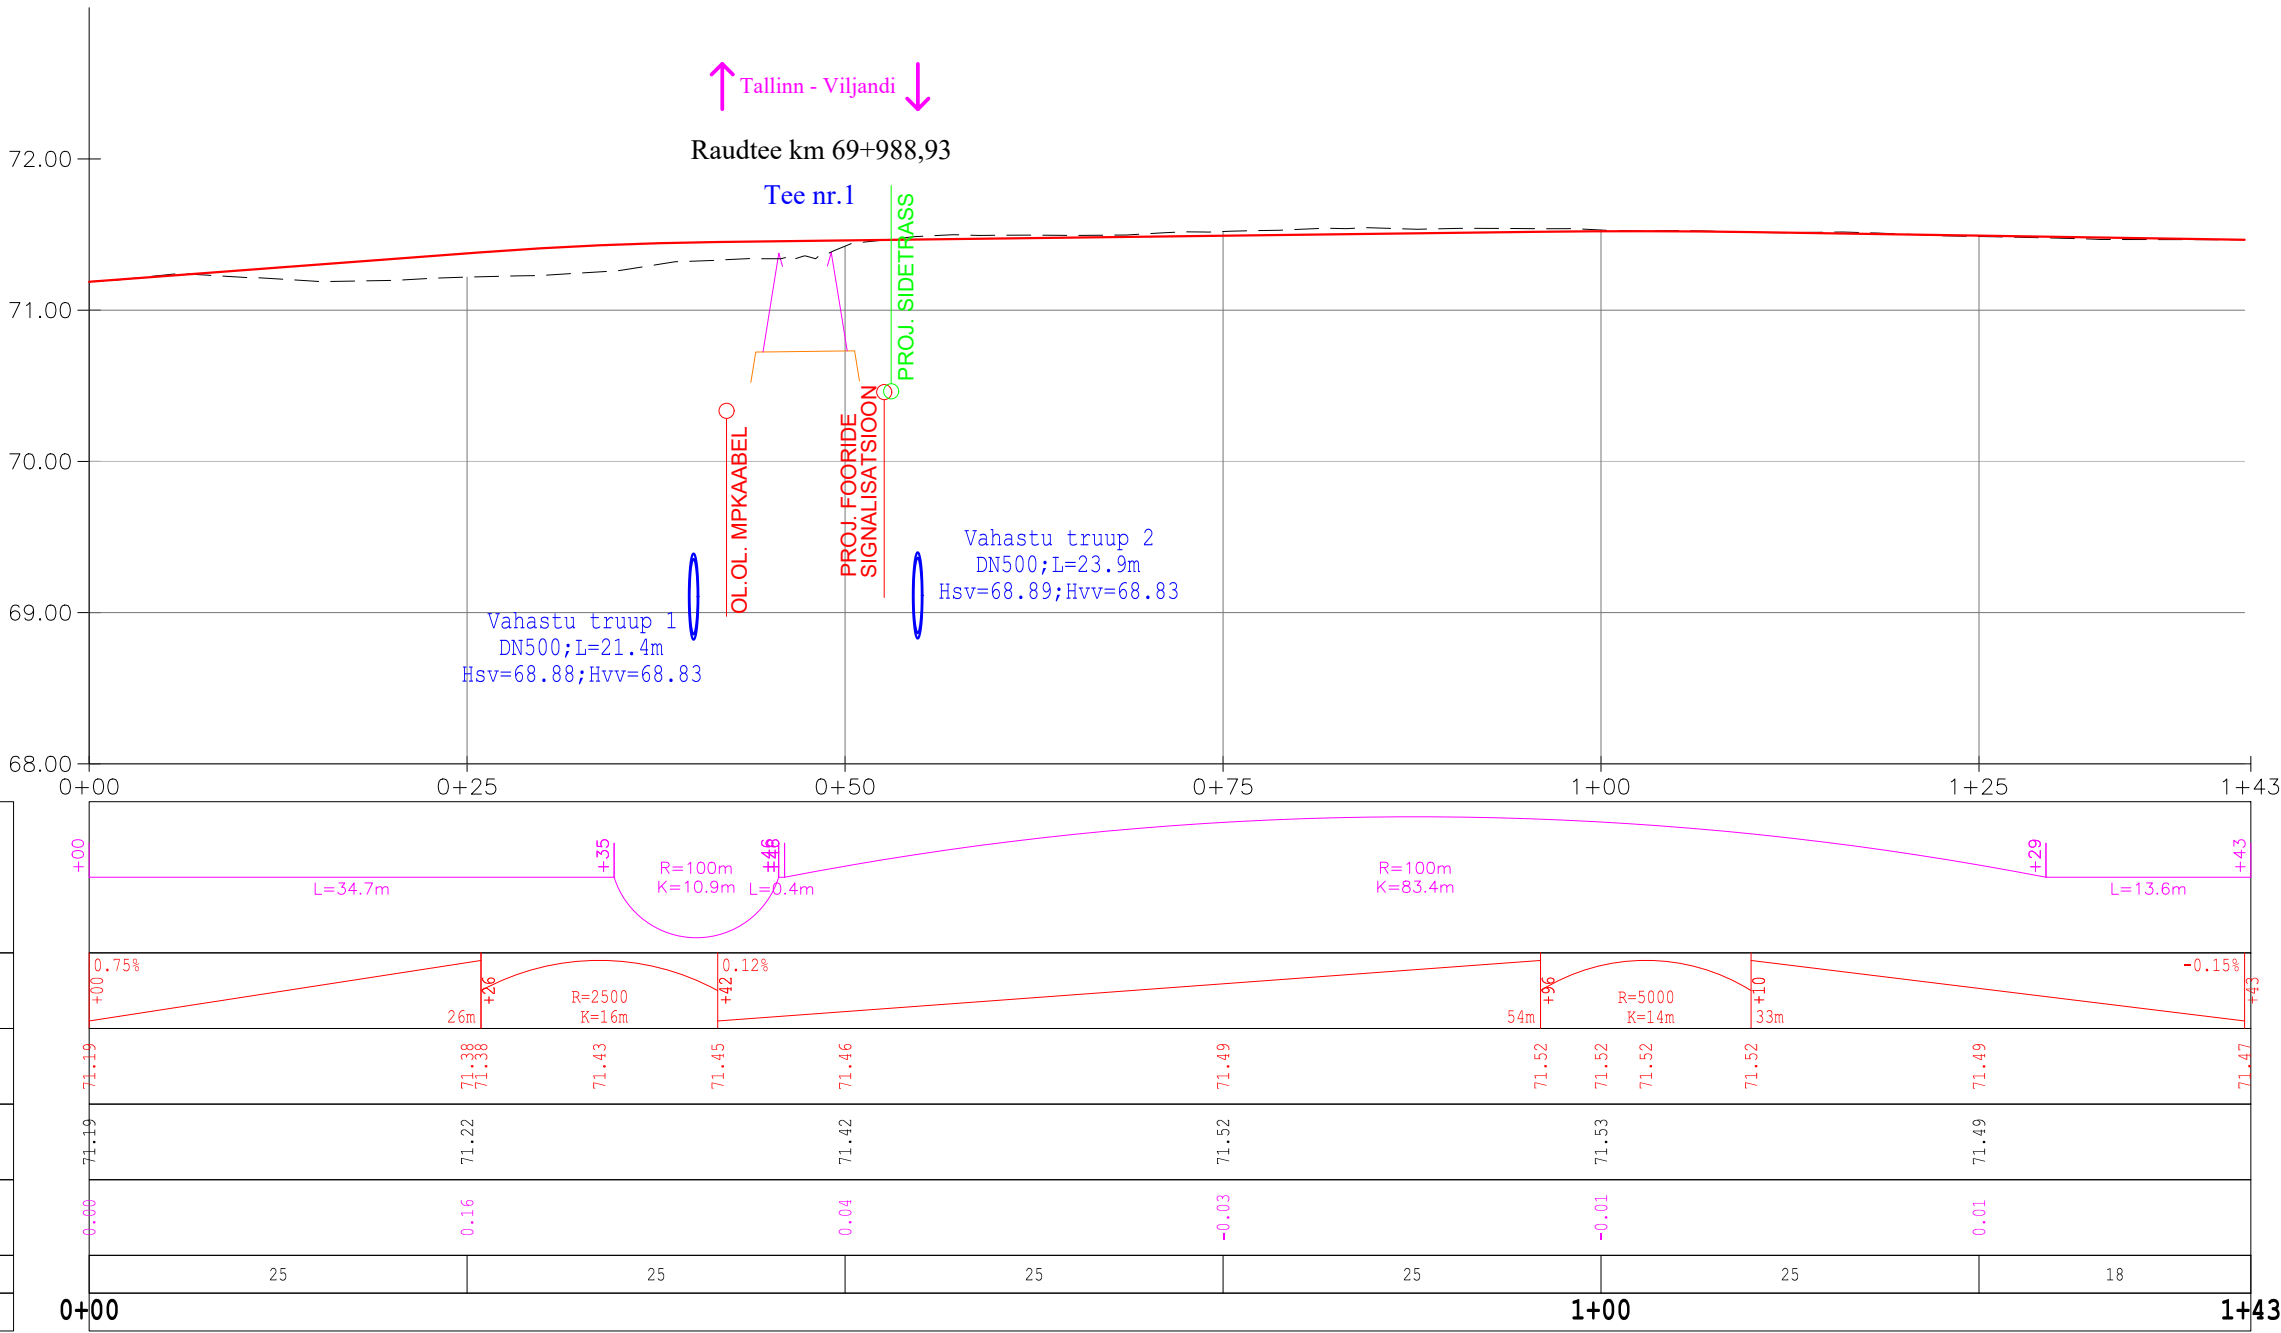 Tallinn - Viljandi
Raudtee km 69+988,93
Tee nr.1
72.00
71.00
70.00
69.00
68.00
PROJ. SIDETRASS
OL.OL. MPKAABEL
PROJ. FOORIDE
SIGNALISATSIOON
Vahastu truup 1
DN500;L=21.4m
Hsv=68.88;Hvv=68.83
Vahastu truup 2
DN500;L=23.9m
Hsv=68.89;Hvv=68.83
0+00 0+25 0+50 0+75 1+00 1+25 1+43
+00
L=34.7m
+35
R=100m
K=10.9m
+46
L=0.4m
R=100m
K=83.4m
+29
L=13.6m
+43
0.75%
+00
26m
+26
R=2500
K=16m
+42
0.12%
54m
+96
R=5000
K=14m
+10
33m
-0.15%
+43
71.19 71.38 71.38 71.43 71.45 71.46 71.49 71.52 71.52 71.52 71.52 71.49 71.47
71.19 71.22 71.42 71.52 71.53 71.49
0.00 0.16 0.04 -0.03 -0.01 0.01
25 25 25 25 25 18
0+00 1+00 1+43